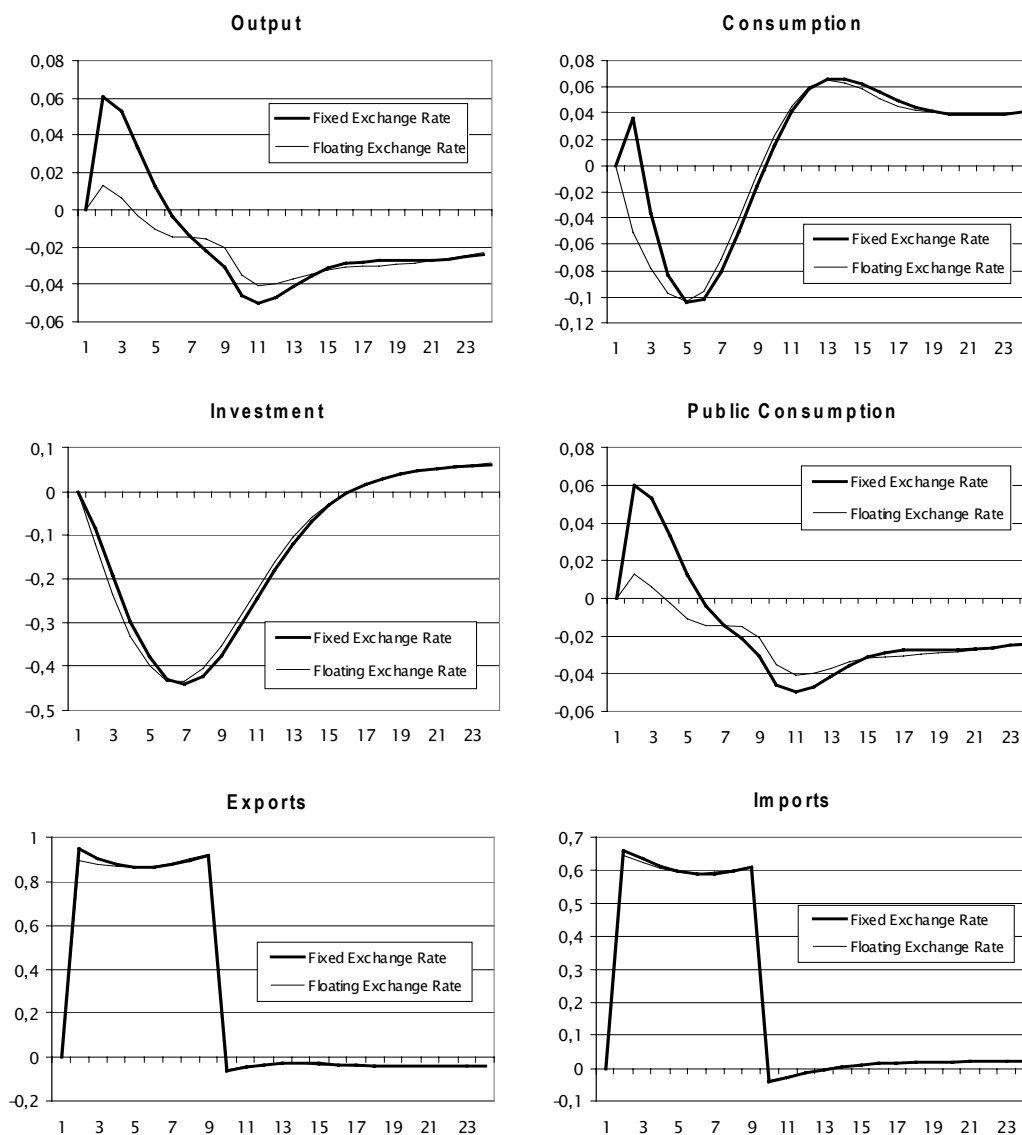 Output
0,08
0,06
0,04
0,02
0
-0,02
-0,04
-0,06
Fixed Exchange Rate
Floating Exchange Rate
1 3 5 7 9 11 13 15 17 19 21 23
Consumption
0,08
0,06
0,04
0,02
0
-0,02
-0,04
-0,06
-0,08
-0,1
-0,12
Fixed Exchange Rate
Floating Exchange Rate
1 3 5 7 9 11 13 15 17 19 21 23
Investment
0,1
0
-0,1
-0,2
-0,3
-0,4
-0,5
Fixed Exchange Rate
Floating Exchange Rate
1 3 5 7 9 11 13 15 17 19 21 23
Public Consumption
0,08
0,06
0,04
0,02
0
-0,02
-0,04
-0,06
Fixed Exchange Rate
Floating Exchange Rate
1 3 5 7 9 11 13 15 17 19 21 23
Exports
1
0,8
0,6
0,4
0,2
0
-0,2
Fixed Exchange Rate
Floating Exchange Rate
1 3 5 7 9 11 13 15 17 19 21 23
Imports
0,7
0,6
0,5
0,4
0,3
0,2
0,1
0
-0,1
Fixed Exchange Rate
Floating Exchange Rate
1 3 5 7 9 11 13 15 17 19 21 23